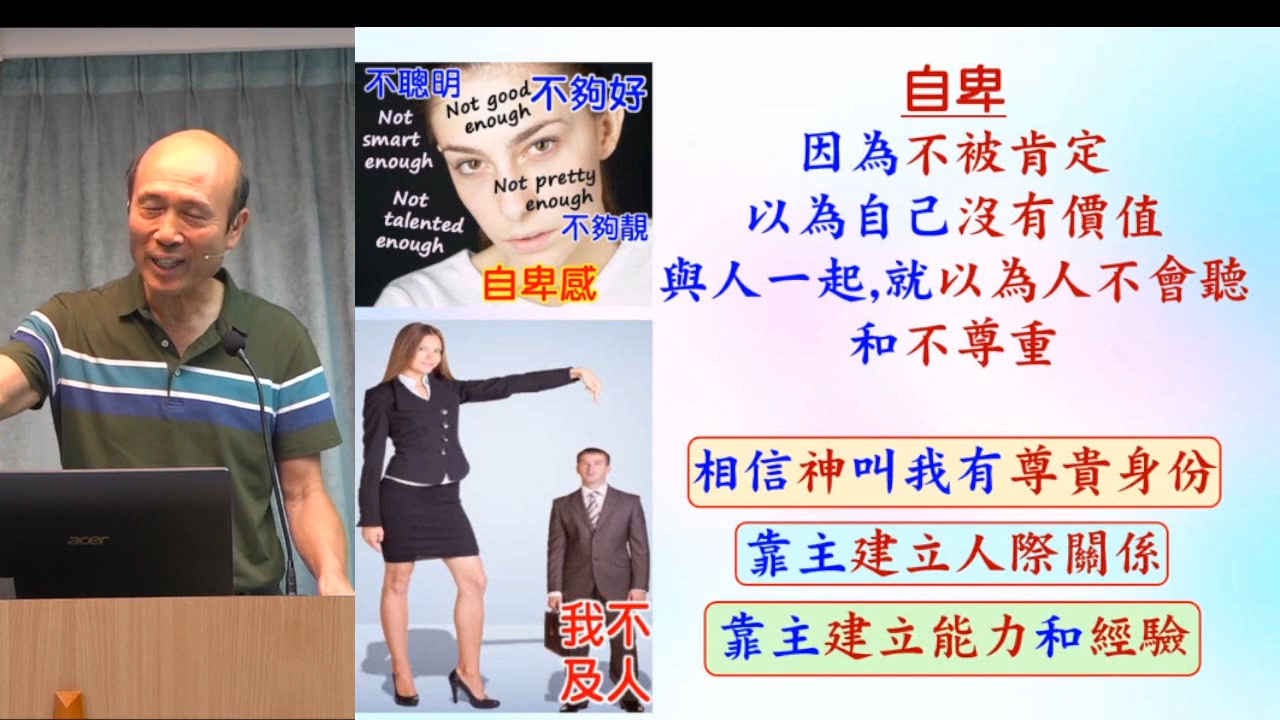 acer
不聰明
Not good
enough
不夠好
Not
smart
enough
Not pretty
enough
Not
talented
enough
不夠靚
自卑感
我不
及人
自卑
因為不被肯定
以為自己沒有價值
與人一起,就以為人不會聽
和不尊重
相信神叫我有尊貴身份
靠主建立人際關係
靠主建立能力和經驗